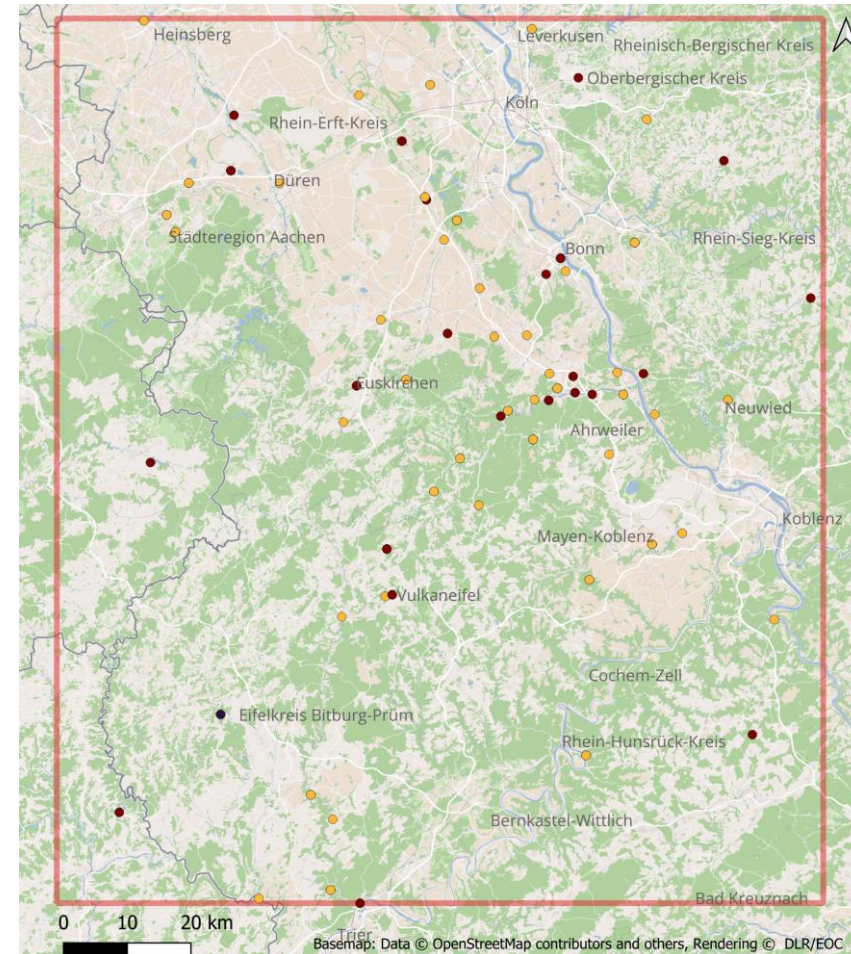 Heinsberg
Leverkusen
Rheinisch-Bergischer Kreis
Oberbergischer Kreis
Köln
Rhein-Erft-Kreis
Düren
Städteregion Aachen
Rhein-Sieg-Kreis
Bonn
Euskirchen
Neuwied
Ahrweiler
Koblenz
Mayen-Koblenz
Vulkaneifel
Cochem-Zell
Eifelkreis Bitburg-Prüm
Rhein-Hunsrück-Kreis
Bernkastel-Wittlich
Bad Kreuznach
0 10 20 km
Trier
Basemap: Data © OpenStreetMap contributors and others, Rendering © DLR/EOC